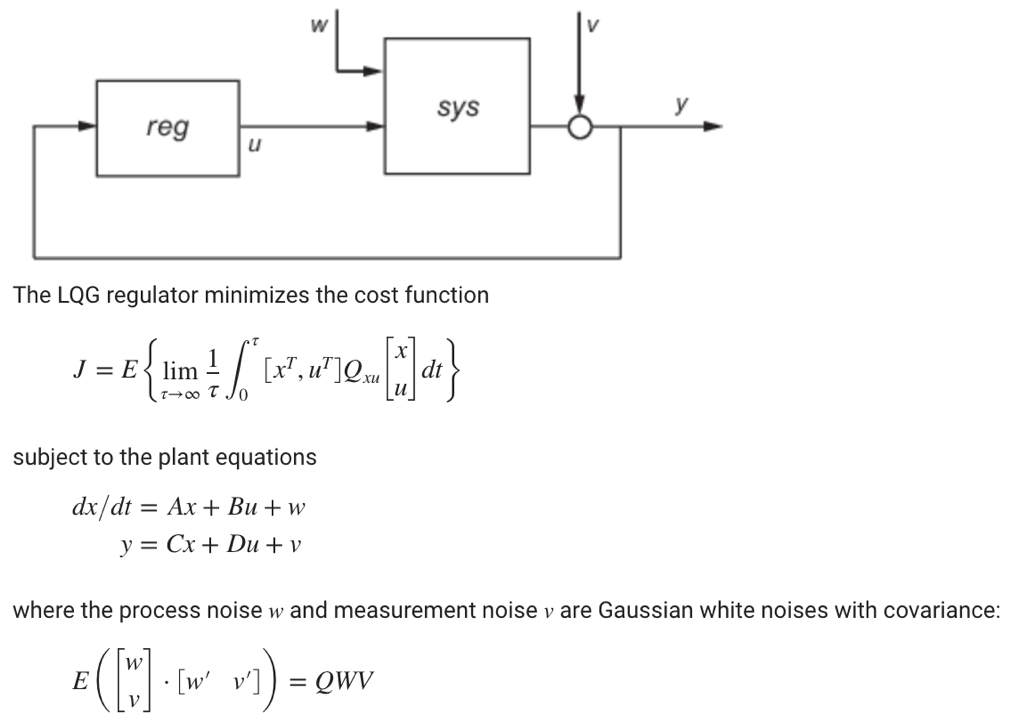 w
v
reg
u
sys
y
The LQG regulator minimizes the cost function
J = E{ lim_{τ→∞} 1/τ ∫_0^τ [x^T, u^T]Q_{xu} [x u] dt }
subject to the plant equations
dx/dt = Ax + Bu + w
y = Cx + Du + v
where the process noise w and measurement noise v are Gaussian white noises with covariance:
E([w v] · [w′ v′]) = QWV